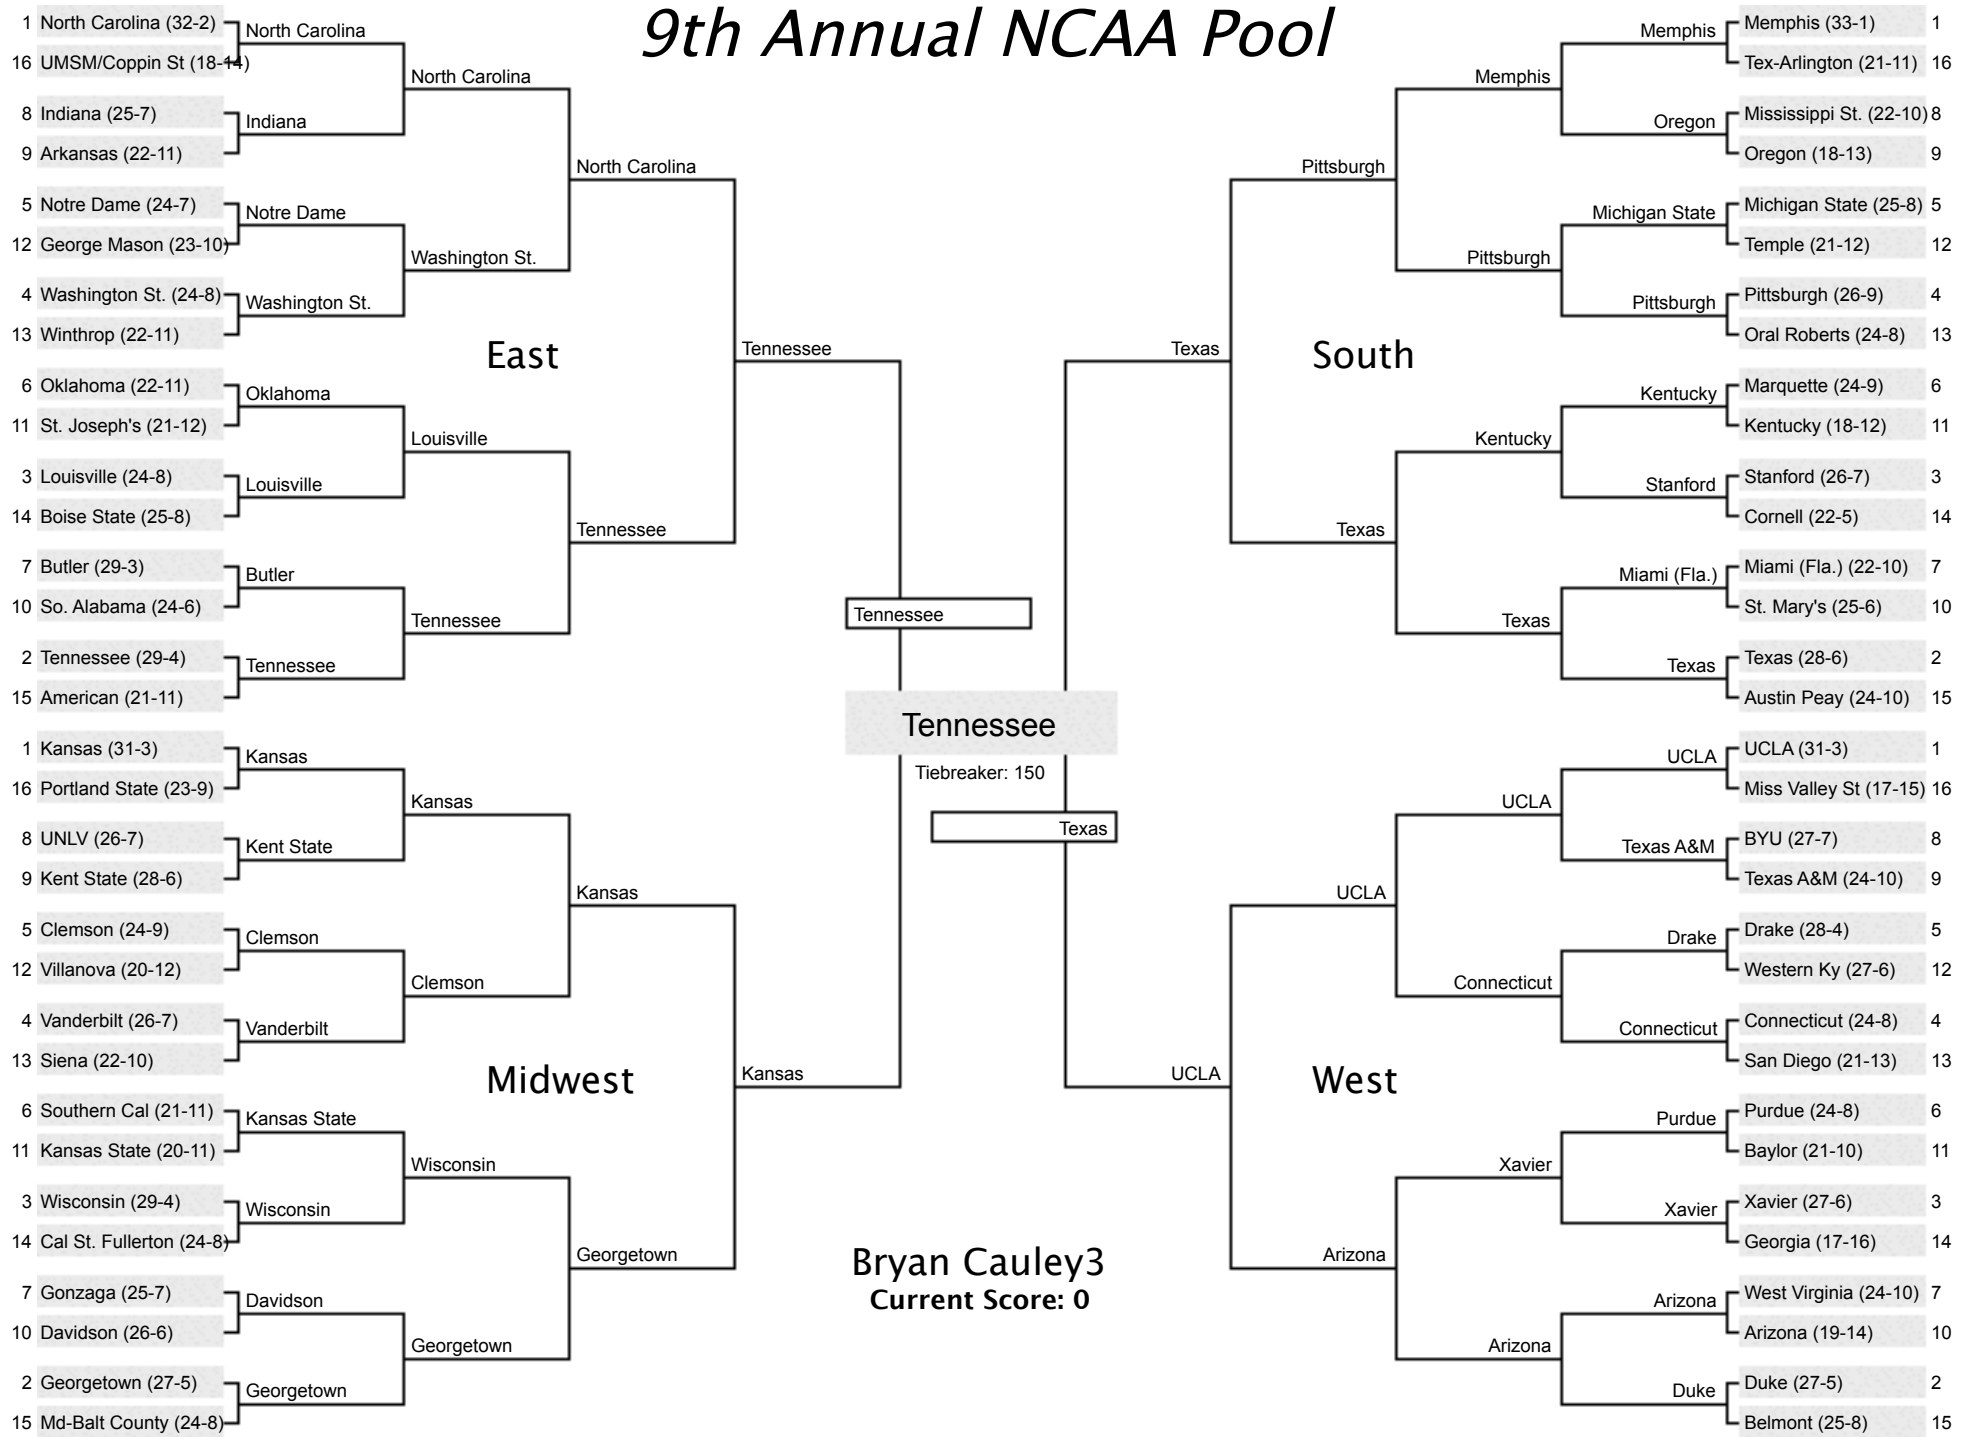 9th Annual NCAA Pool
1 North Carolina (32-2)
16 UMSM/Coppin St (18-14)
8 Indiana (25-7)
9 Arkansas (22-11)
5 Notre Dame (24-7)
12 George Mason (23-10)
4 Washington St. (24-8)
13 Winthrop (22-11)
6 Oklahoma (22-11)
11 St. Joseph's (21-12)
3 Louisville (24-8)
14 Boise State (25-8)
7 Butler (29-3)
10 So. Alabama (24-6)
2 Tennessee (29-4)
15 American (21-11)
1 Kansas (31-3)
16 Portland State (23-9)
8 UNLV (26-7)
9 Kent State (28-6)
5 Clemson (24-9)
12 Villanova (20-12)
4 Vanderbilt (26-7)
13 Siena (22-10)
6 Southern Cal (21-11)
11 Kansas State (20-11)
3 Wisconsin (29-4)
14 Cal St. Fullerton (24-8)
7 Gonzaga (25-7)
10 Davidson (26-6)
2 Georgetown (27-5)
15 Md-Balt County (24-8)
North Carolina
Indiana
Notre Dame
Washington St.
Oklahoma
Louisville
Butler
Tennessee
Kansas
Kent State
Clemson
Vanderbilt
Kansas State
Wisconsin
Davidson
Georgetown
North Carolina
Washington St.
Louisville
Tennessee
Kansas
Clemson
Wisconsin
Georgetown
East
Midwest
North Carolina
Tennessee
Kansas
Georgetown
Tennessee
Kansas
Tennessee
Tennessee
Tiebreaker: 150
Texas
Bryan Cauley3
Current Score: 0
Texas
UCLA
Pittsburgh
Texas
UCLA
Arizona
South
West
Memphis
Pittsburgh
Kentucky
Texas
UCLA
Connecticut
Xavier
Arizona
Memphis
Oregon
Michigan State
Pittsburgh
Kentucky
Stanford
Miami (Fla.)
Texas
UCLA
Texas A&M
Drake
Connecticut
Purdue
Xavier
Arizona
Duke
Memphis (33-1) 1
Tex-Arlington (21-11) 16
Mississippi St. (22-10) 8
Oregon (18-13) 9
Michigan State (25-8) 5
Temple (21-12) 12
Pittsburgh (26-9) 4
Oral Roberts (24-8) 13
Marquette (24-9) 6
Kentucky (18-12) 11
Stanford (26-7) 3
Cornell (22-5) 14
Miami (Fla.) (22-10) 7
St. Mary's (25-6) 10
Texas (28-6) 2
Austin Peay (24-10) 15
UCLA (31-3) 1
Miss Valley St (17-15) 16
BYU (27-7) 8
Texas A&M (24-10) 9
Drake (28-4) 5
Western Ky (27-6) 12
Connecticut (24-8) 4
San Diego (21-13) 13
Purdue (24-8) 6
Baylor (21-10) 11
Xavier (27-6) 3
Georgia (17-16) 14
West Virginia (24-10) 7
Arizona (19-14) 10
Duke (27-5) 2
Belmont (25-8) 15